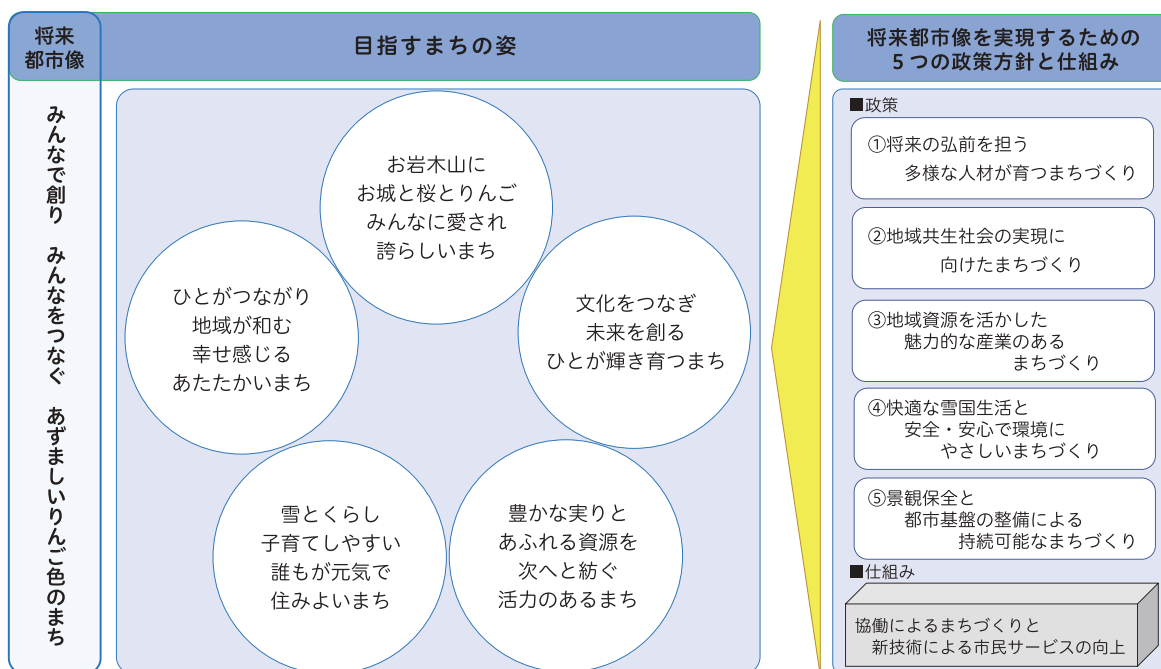 将来
都市像
目指すまちの姿
将来都市像を実現するための
5つの政策方針と仕組み
みんなで創り　みんなをつなぐ　あずましいりんご色のまち
お岩木山に
お城と桜とりんご
みんなに愛され
誇らしいまち
ひとがつながり
地域が和む
幸せ感じる
あたたかいまち
文化をつなぎ
未来を創る
ひとが輝き育つまち
雪とくらし
子育てしやすい
誰もが元気で
住みよいまち
豊かな実りと
あふれる資源を
次へと紡ぐ
活力のあるまち
■政策
①将来の弘前を担う
多様な人材が育つまちづくり
②地域共生社会の実現に
向けたまちづくり
③地域資源を活かした
魅力的な産業のある
まちづくり
④快適な雪国生活と
安全・安心で環境に
やさしいまちづくり
⑤景観保全と
都市基盤の整備による
持続可能なまちづくり
■仕組み
協働によるまちづくりと
新技術による市民サービスの向上